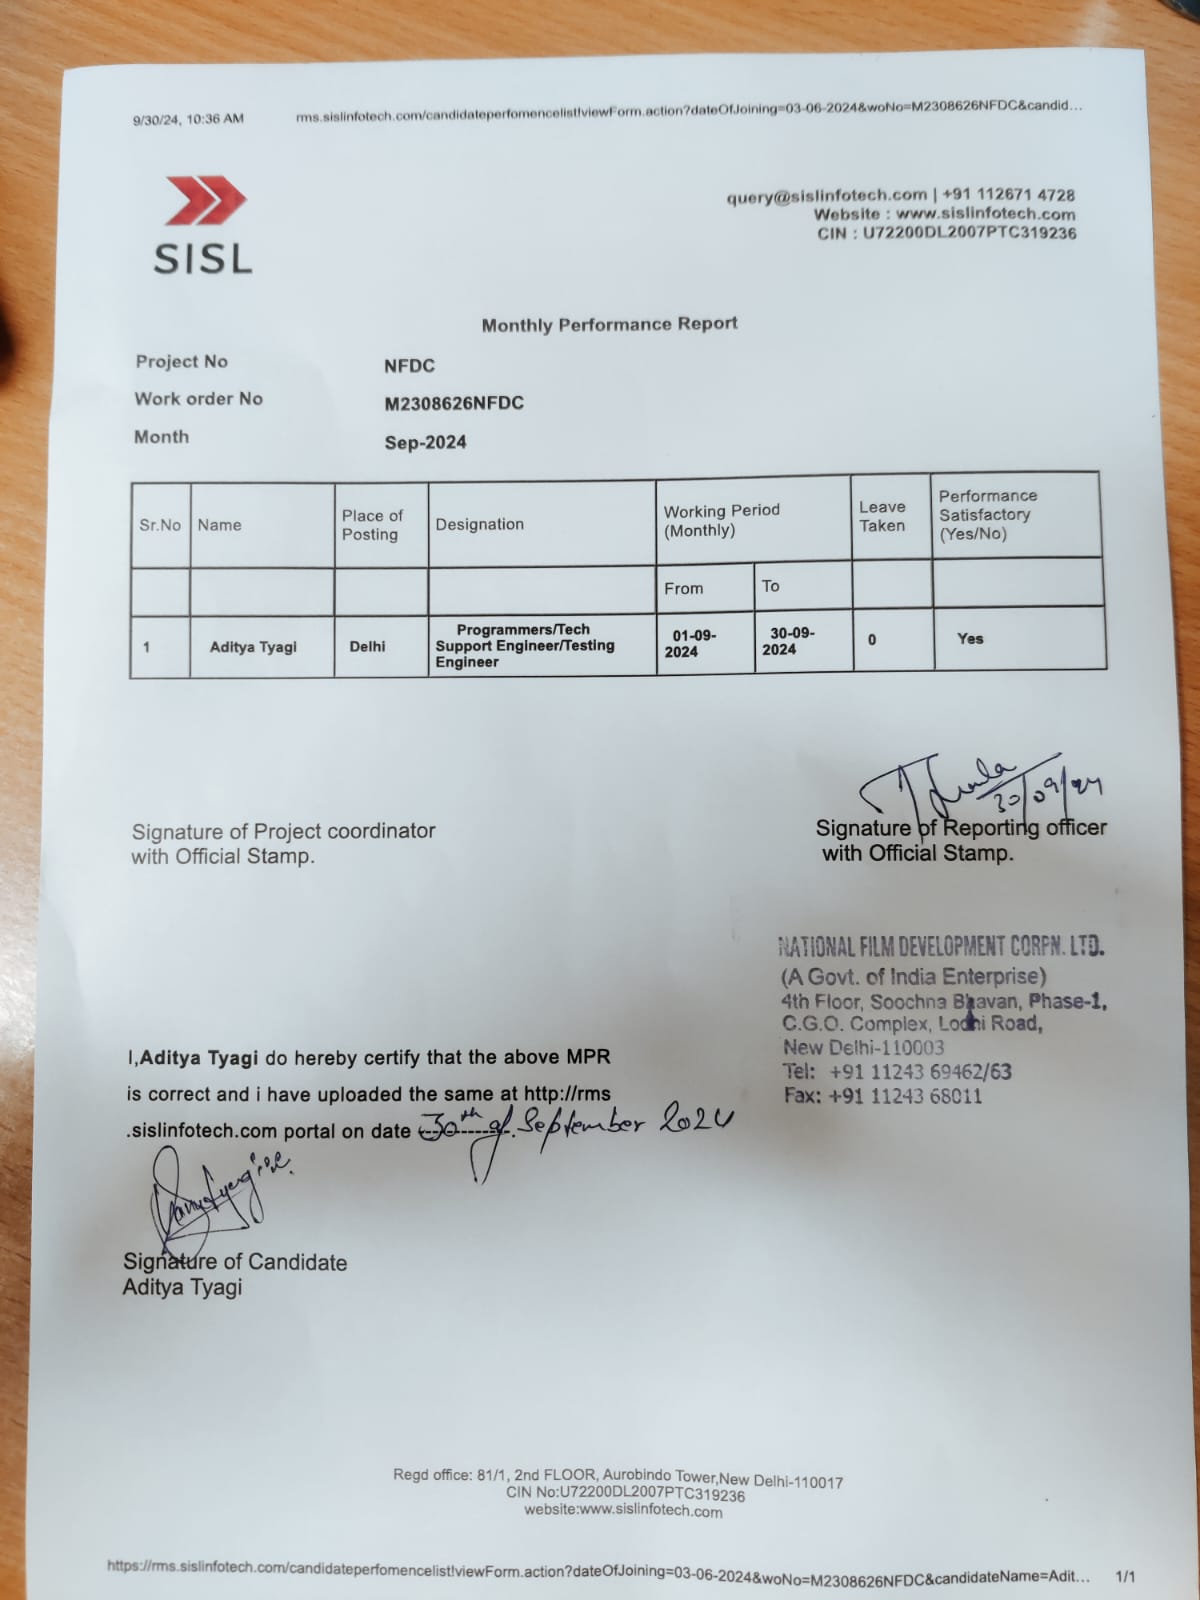 9/30/24, 10:36 AM
rms.sislinfotech.com/candidateperfomencelist!viewForm.action?dateOfJoining=03-06-2024&woNo=M2308626NFDC&candid...
SISL
query@sislinfotech.com | +91 112671 4728
Website : www.sislinfotech.com
CIN : U72200DL2007PTC319236
Monthly Performance Report
Project No NFDC
Work order No M2308626NFDC
Month Sep-2024
Sr.No Name Place of Posting Designation Working Period (Monthly) Leave Taken Performance Satisfactory (Yes/No)
From To
1 Aditya Tyagi Delhi Programmers/Tech Support Engineer/Testing Engineer 01-09-2024 30-09-2024 0 Yes
30/09/24
Signature of Project coordinator
with Official Stamp.
Signature of Reporting officer
with Official Stamp.
NATIONAL FILM DEVELOPMENT CORPN. LTD.
(A Govt. of India Enterprise)
4th Floor, Soochna Bhavan, Phase-1,
C.G.O. Complex, Lodhi Road,
New Delhi-110003
Tel: +91 11243 69462/63
Fax: +91 11243 68011
I,Aditya Tyagi do hereby certify that the above MPR
is correct and i have uploaded the same at http://rms
.sislinfotech.com portal on date 30th of September 2024
Signature of Candidate
Aditya Tyagi
Regd office: 81/1, 2nd FLOOR, Aurobindo Tower,New Delhi-110017
CIN No:U72200DL2007PTC319236
website:www.sislinfotech.com
https://rms.sislinfotech.com/candidateperfomencelist!viewForm.action?dateOfJoining=03-06-2024&woNo=M2308626NFDC&candidateName=Adit... 1/1